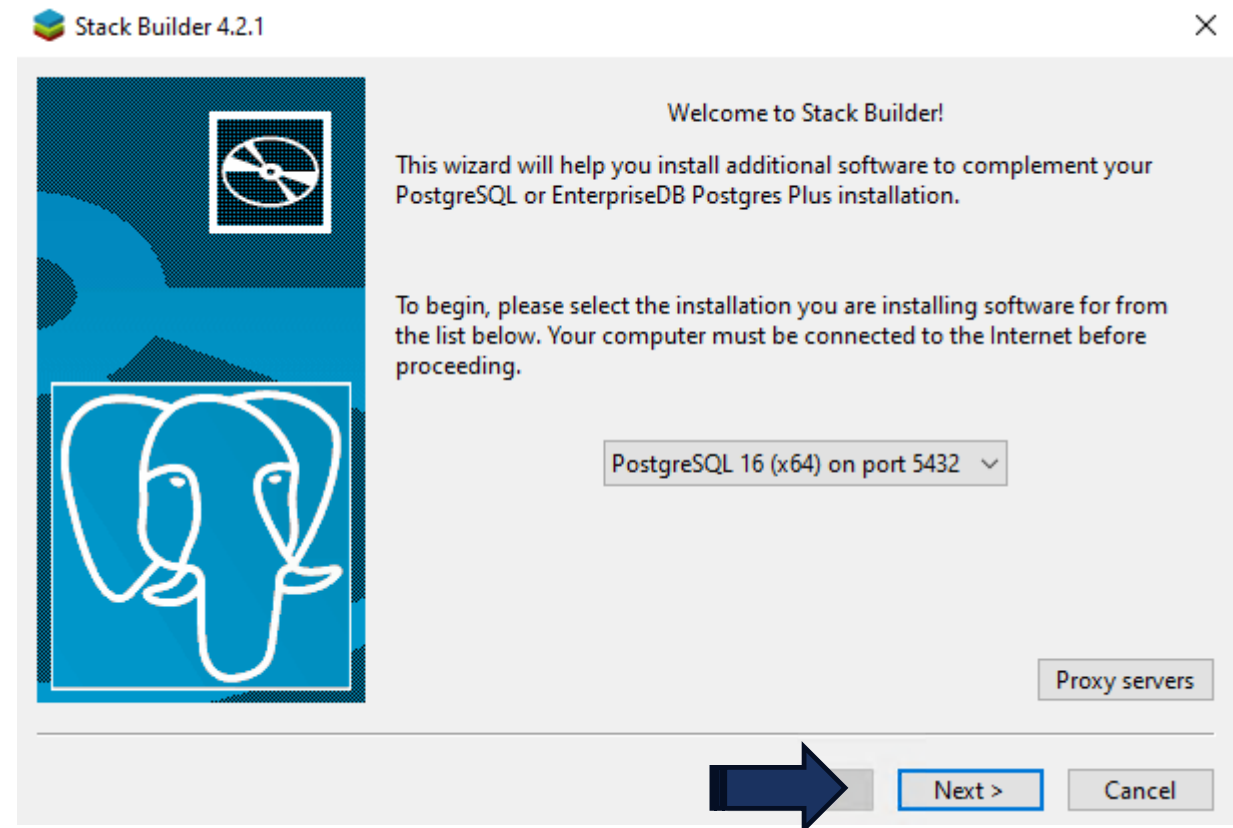 Stack Builder 4.2.1
Welcome to Stack Builder!
This wizard will help you install additional software to complement your
PostgreSQL or EnterpriseDB Postgres Plus installation.
To begin, please select the installation you are installing software for from
the list below. Your computer must be connected to the Internet before
proceeding.
PostgreSQL 16 (x64) on port 5432
Proxy servers
Next >
Cancel